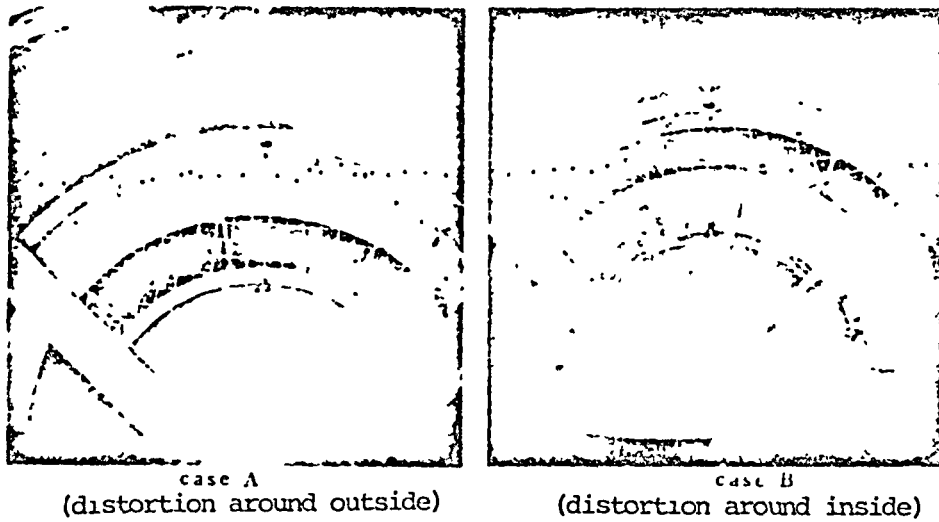 case A
(distortion around outside)
case B
(distortion around inside)